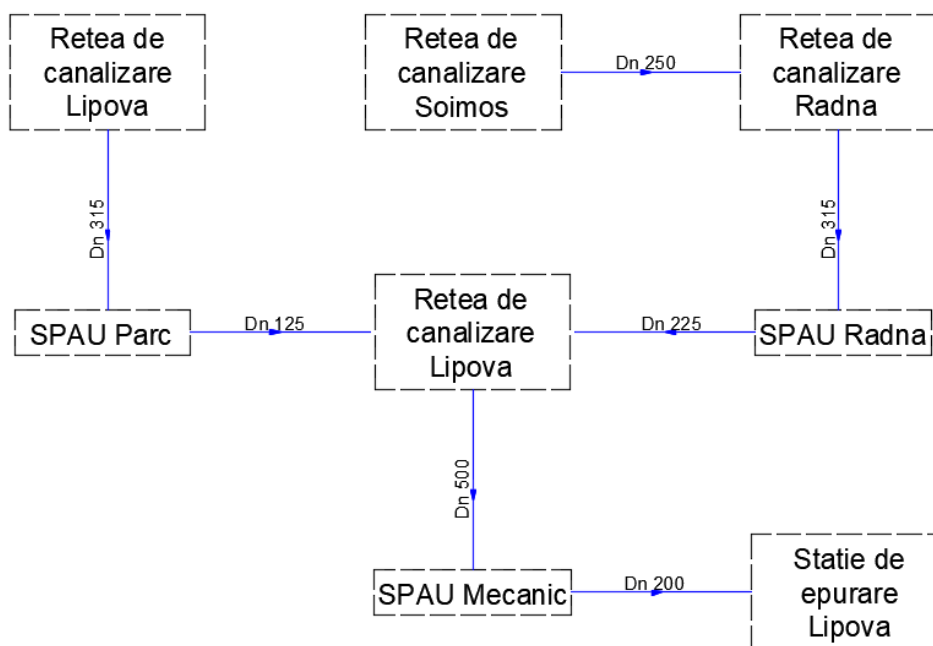 Retea de
canalizare
Lipova
Retea de
canalizare
Soimos
Dn 250
Retea de
canalizare
Radna
Dn 315
Dn 315
SPAU Parc
Dn 125
Retea de
canalizare
Lipova
Dn 225
SPAU Radna
Dn 500
SPAU Mecanic
Dn 200
Statie de
epurare
Lipova